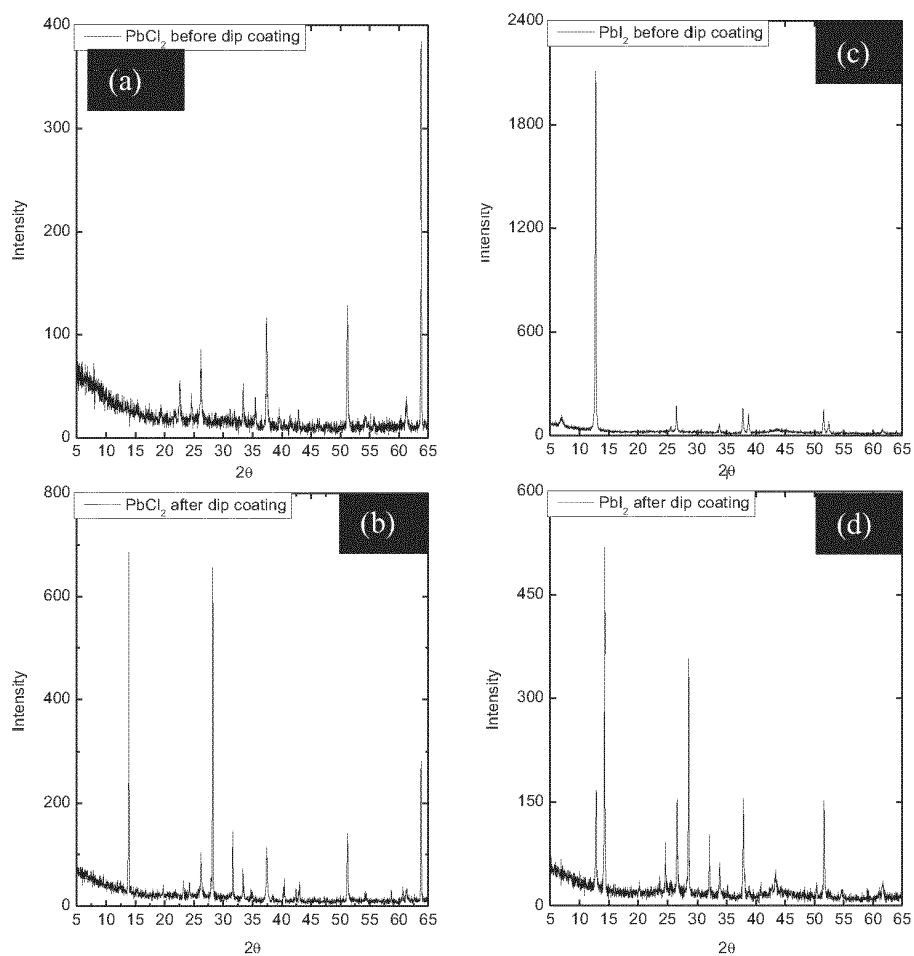 PbCl₂ before dip coating
(a)
400
300
200
100
0
Intensity
5 10 15 20 25 30 35 40 45 50 55 60 65
2θ
PbI₂ before dip coating
(c)
2400
1800
1200
600
0
Intensity
5 10 15 20 25 30 35 40 45 50 55 60 65
2θ
PbCl₂ after dip coating
(b)
800
600
400
200
0
Intensity
5 10 15 20 25 30 35 40 45 50 55 60 65
2θ
PbI₂ after dip coating
(d)
600
450
300
150
0
Intensity
5 10 15 20 25 30 35 40 45 50 55 60 65
2θ